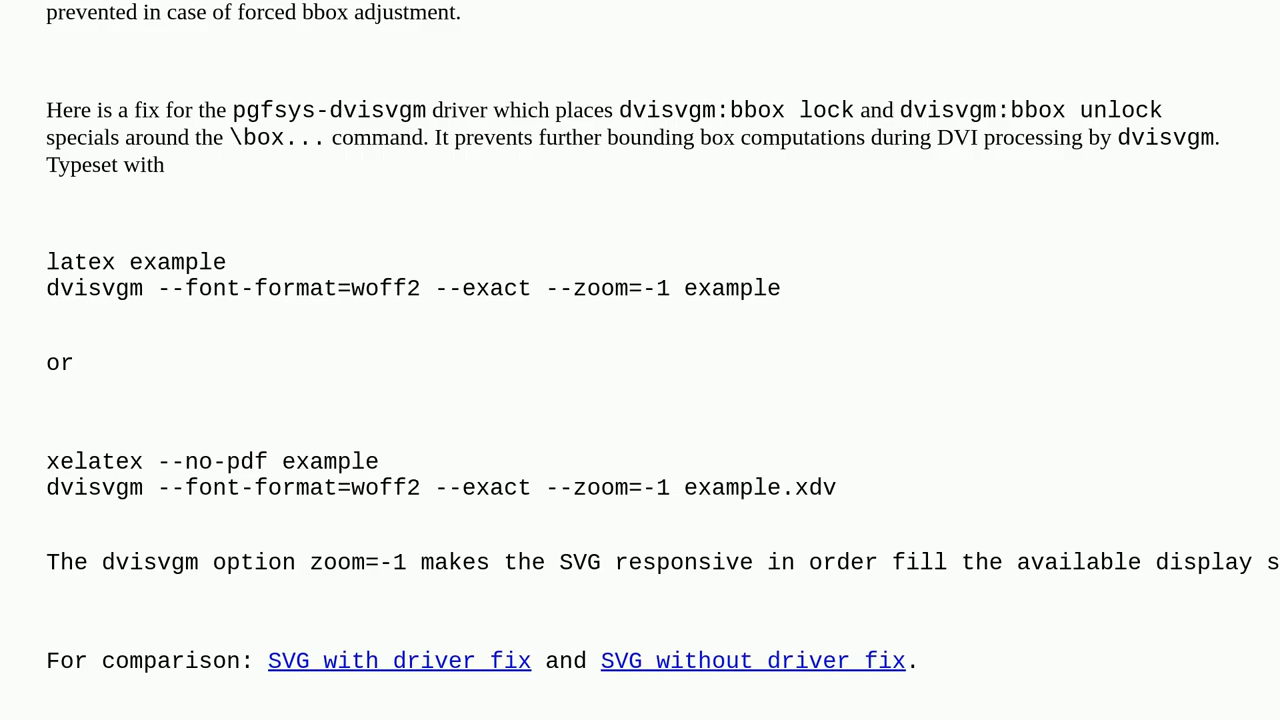 prevented in case of forced bbox adjustment.
Here is a fix for the pgfsys-dvisvgm driver which places dvisvgm:bbox lock and dvisvgm:bbox unlock
specials around the \box... command. It prevents further bounding box computations during DVI processing by dvisvgm.
Typeset with
latex example
dvisvgm --font-format=woff2 --exact --zoom=-1 example
or
xelatex --no-pdf example
dvisvgm --font-format=woff2 --exact --zoom=-1 example.xdv
The dvisvgm option zoom=-1 makes the SVG responsive in order fill the available display
For comparison: SVG with driver fix and SVG without driver fix.